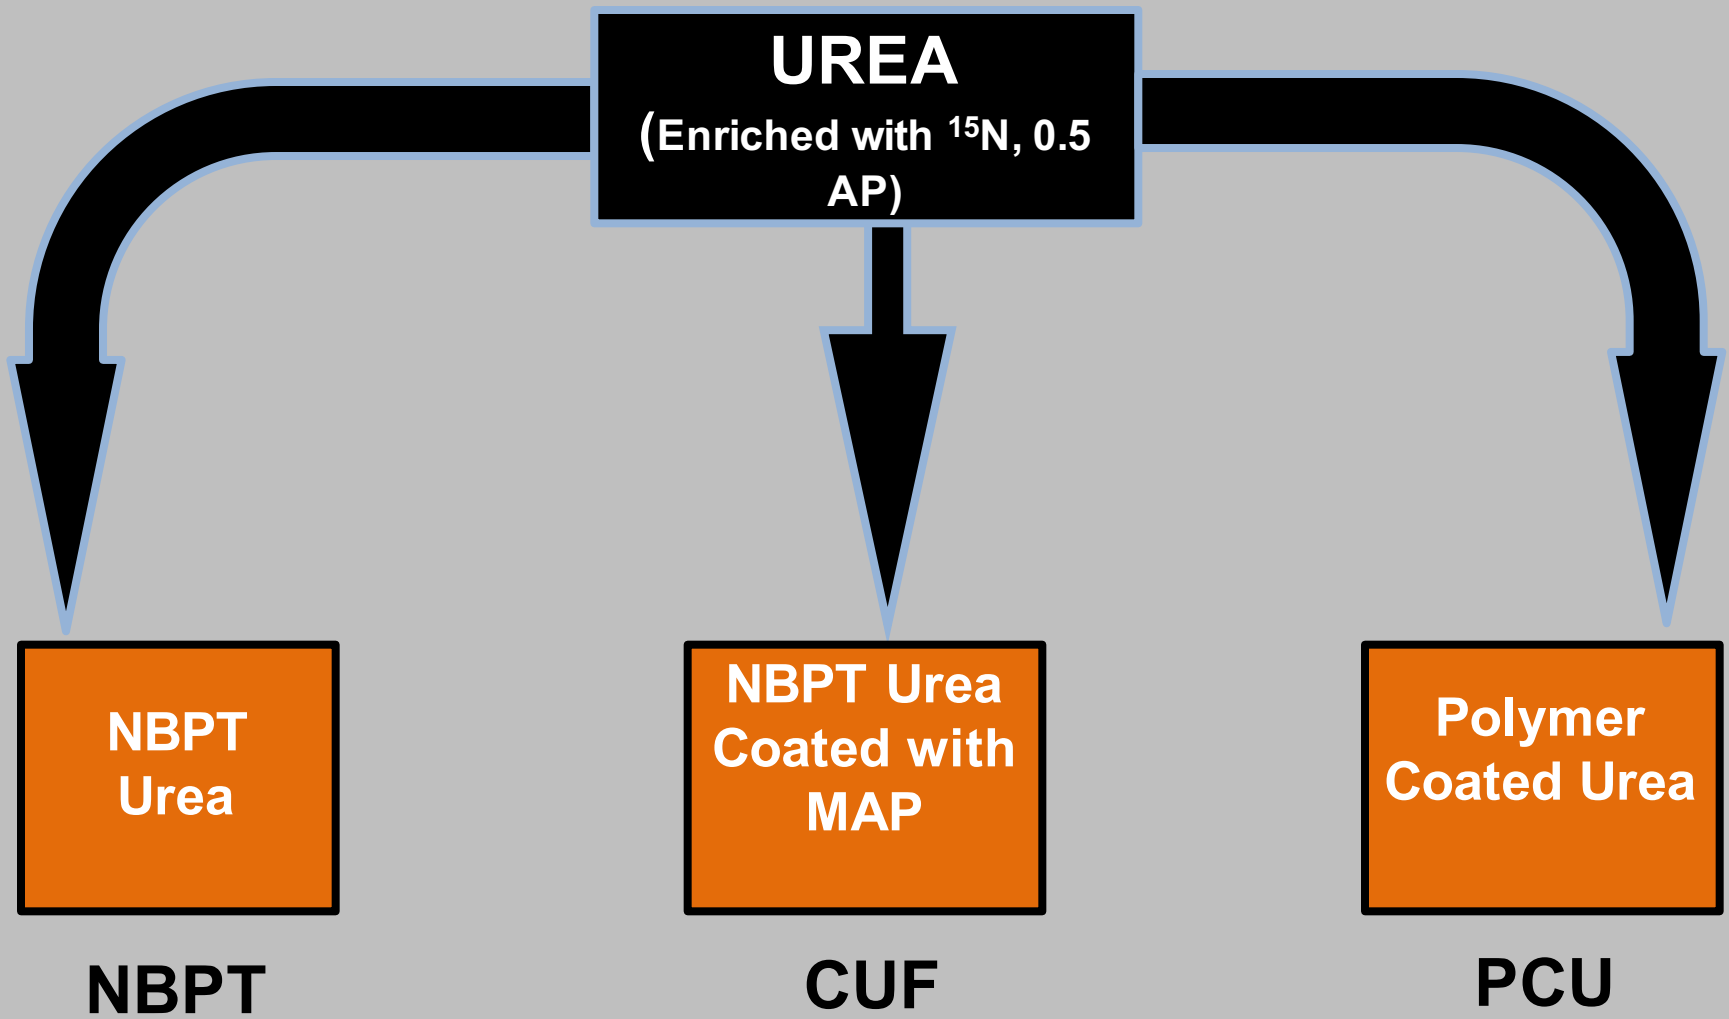 UREA
(Enriched with ¹⁵N, 0.5
AP)
NBPT
Urea
NBPT Urea
Coated with
MAP
Polymer
Coated Urea
NBPT
CUF
PCU